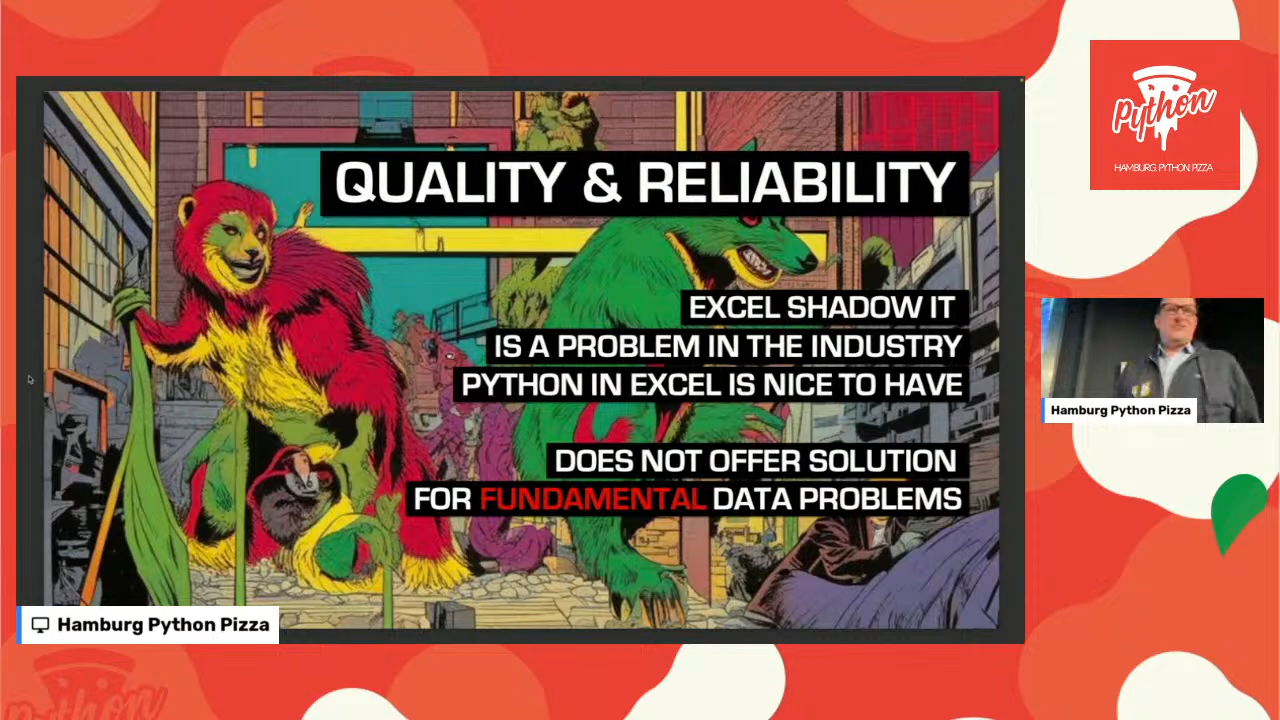 QUALITY & RELIABILITY
EXCEL SHADOW IT
IS A PROBLEM IN THE INDUSTRY
PYTHON IN EXCEL IS NICE TO HAVE
DOES NOT OFFER SOLUTION
FOR FUNDAMENTAL DATA PROBLEMS
Hamburg Python Pizza
Python
HAMBURG PYTHON PIZZA
Hamburg Python Pizza
Python